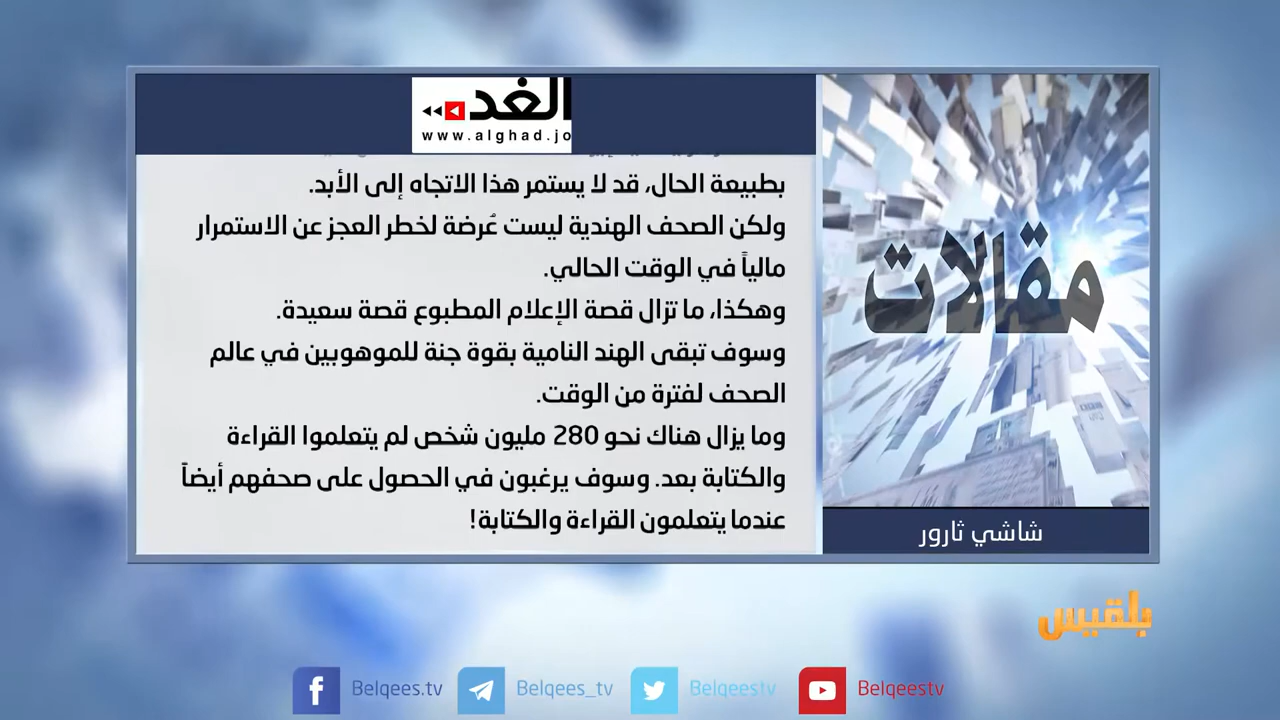 الغد
www.alghad.jo
بطبيعة الحال، قد لا يستمر هذا الاتجاه إلى الأبد.
ولكن الصحف الهندية ليست عُرضة لخطر العجز عن الاستمرار
مالياً في الوقت الحالي.
وهكذا، ما تزال قصة الإعلام المطبوع قصة سعيدة.
وسوف تبقى الهند النامية بقوة جنة للموهوبين في عالم
الصحف لفترة من الوقت.
وما يزال هناك نحو 280 مليون شخص لم يتعلموا القراءة
والكتابة بعد. وسوف يرغبون في الحصول على صحفهم أيضاً
عندما يتعلمون القراءة والكتابة!
مقالات
شاشي ثارور
بلقيس
Belqees.tv
Belqees_tv
Belqeestv
Belqeestv